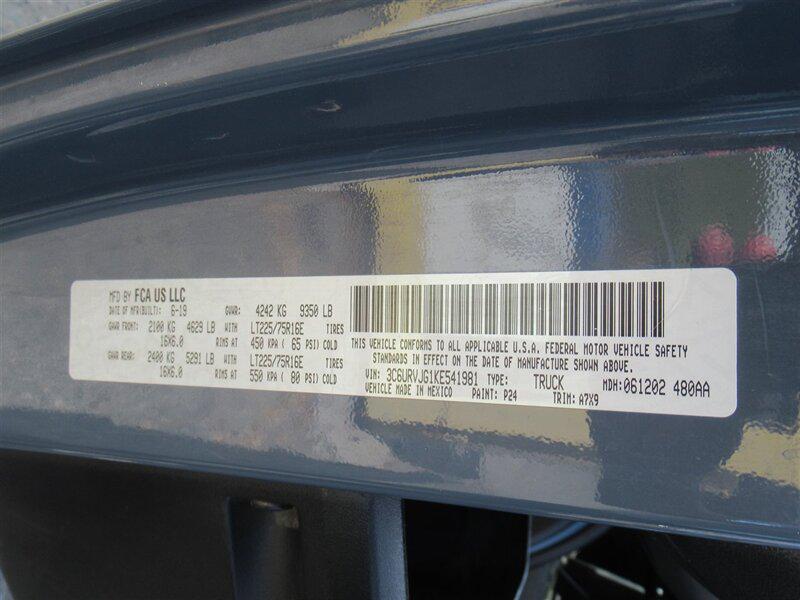 MFD BY FCA US LLC
DATE OF MFR(BUILT): 6-19 GVWR: 4242 KG 9350 LB
GAWR FRONT: 2100 KG 4629 LB WITH LT225/75R16E TIRES
16X6.0 RIMS AT 450 KPA ( 65 PSI) COLD
GAWR REAR: 2400 KG 5291 LB WITH LT225/75R16E TIRES
16X6.0 RIMS AT 550 KPA ( 80 PSI) COLD
THIS VEHICLE CONFORMS TO ALL APPLICABLE U.S.A. FEDERAL MOTOR VEHICLE SAFETY
STANDARDS IN EFFECT ON THE DATE OF MANUFACTURE SHOWN ABOVE.
VIN: 3C6URVJG1KE541981 TYPE: TRUCK MDH:061202 480AA
VEHICLE MADE IN MEXICO PAINT: P24 TRIM: A7X9